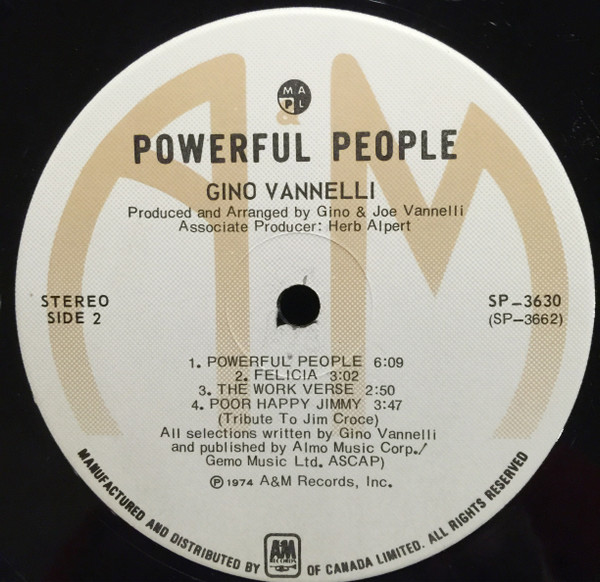 A&M
M A
P L
POWERFUL PEOPLE
GINO VANNELLI
Produced and Arranged by Gino & Joe Vannelli
Associate Producer: Herb Alpert
STEREO
SIDE 2
SP-3630
(SP-3662)
1. POWERFUL PEOPLE 6:09
2. FELICIA 3:02
3. THE WORK VERSE 2:50
4. POOR HAPPY JIMMY 3:47
(Tribute To Jim Croce)
All selections written by Gino Vannelli
and published by Almo Music Corp./
Gemo Music Ltd. ASCAP)
℗ 1974 A&M Records, Inc.
MANUFACTURED AND DISTRIBUTED BY A&M RECORDS OF CANADA LIMITED. ALL RIGHTS RESERVED